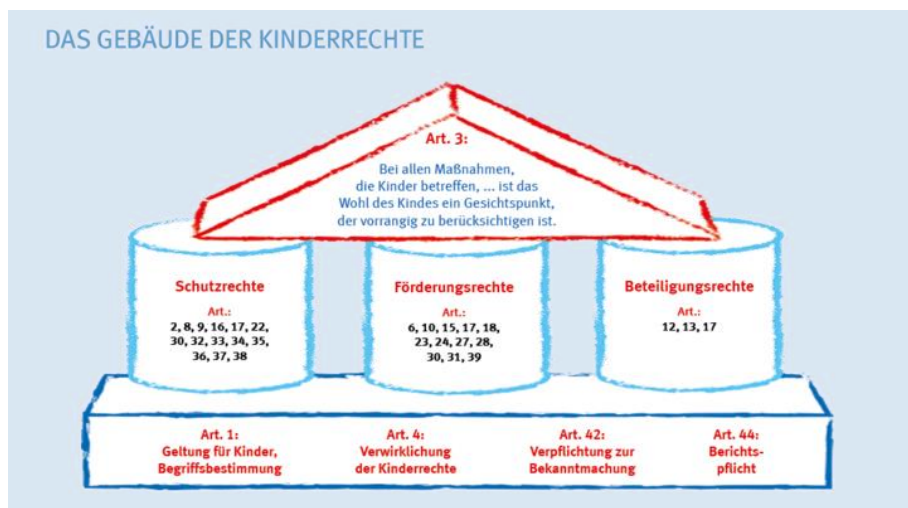 DAS GEBÄUDE DER KINDERRECHTE
Art. 3:
Bei allen Maßnahmen,
die Kinder betreffen, ... ist das
Wohl des Kindes ein Gesichtspunkt,
der vorrangig zu berücksichtigen ist.
Schutzrechte
Art.:
2, 8, 9, 16, 17, 22,
30, 32, 33, 34, 35,
36, 37, 38
Förderungsrechte
Art.:
6, 10, 15, 17, 18,
23, 24, 27, 28,
30, 31, 39
Beteiligungsrechte
Art.:
12, 13, 17
Art. 1:
Geltung für Kinder,
Begriffsbestimmung
Art. 4:
Verwirklichung
der Kinderrechte
Art. 42:
Verpflichtung zur
Bekanntmachung
Art. 44:
Berichts-
pflicht